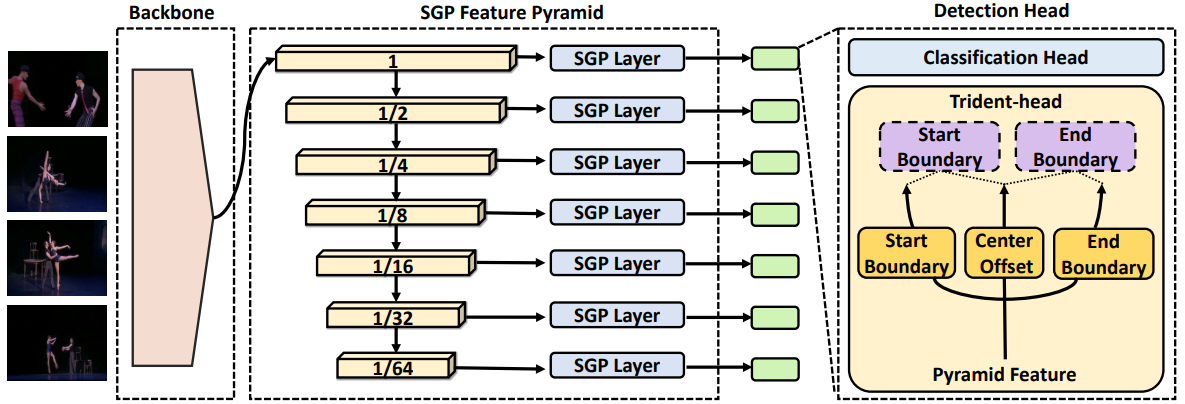 Backbone
SGP Feature Pyramid
Detection Head
1
SGP Layer
1/2
SGP Layer
1/4
SGP Layer
1/8
SGP Layer
1/16
SGP Layer
1/32
SGP Layer
1/64
SGP Layer
Classification Head
Trident-head
Start
Boundary
End
Boundary
Start
Boundary
Center
Offset
End
Boundary
Pyramid Feature